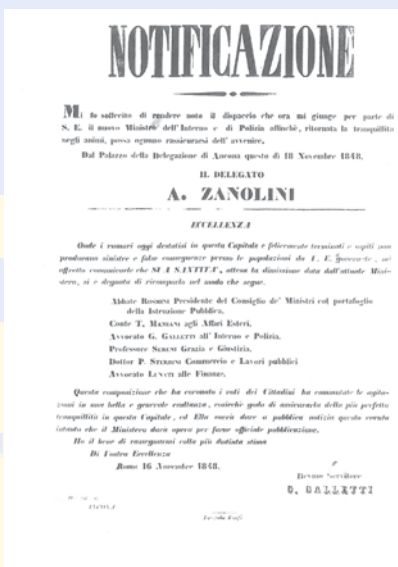 NOTIFICAZIONE
Mi fo sollecito di rendere noto il dispaccio che ora mi giunge per parte di
S. E. il nuovo Ministro dell'Interno e di Polizia affinchè, ritornata la tranquillità
negli animi, possa ognuno rassicurarsi dell'avvenire.
Dal Palazzo della Delegazione di Ancona questo dì 18 Novembre 1848.
IL DELEGATO
A. ZANOLINI
ECCELLENZA
Onde i rumori oggi destatisi in questa Capitale e felicemente terminati e sopiti non
producano sinistre e false conseguenze presso le popolazioni da V. E. governate, mi
affretto comunicarle che SUA SANTITÀ, attesa la dimissione data dall'attuale Mini-
stero, si è degnata di ricomporlo nel modo che segue.
Abbate ROSMINI Presidente del Consiglio de' Ministri col portafoglio
della Istruzione Pubblica.
Conte T. MAMIANI agli Affari Esteri.
Avvocato G. GALLETTI all'Interno e Polizia.
Professore SERENI Grazia e Giustizia.
Dottor P. STERBINI Commercio e Lavori pubblici
Avvocato LUNATI alle Finanze.
Questa composizione che ha coronato i voti dei Cittadini ha commutate le agita-
zioni in una bella e generale esultanza, cosicchè godo di assicurarla della più perfetta
tranquillità in questa Capitale, ed Ella vorrà dare a pubblica notizia questo evento
intanto che il Ministero darà opera per farne officiale pubblicazione.
Ho il bene di rassegnarmi colla più distinta stima
Di Vostra Eccellenza
Roma 16 Novembre 1848.
Devmo Servitore
G. GALLETTI
ANCONA